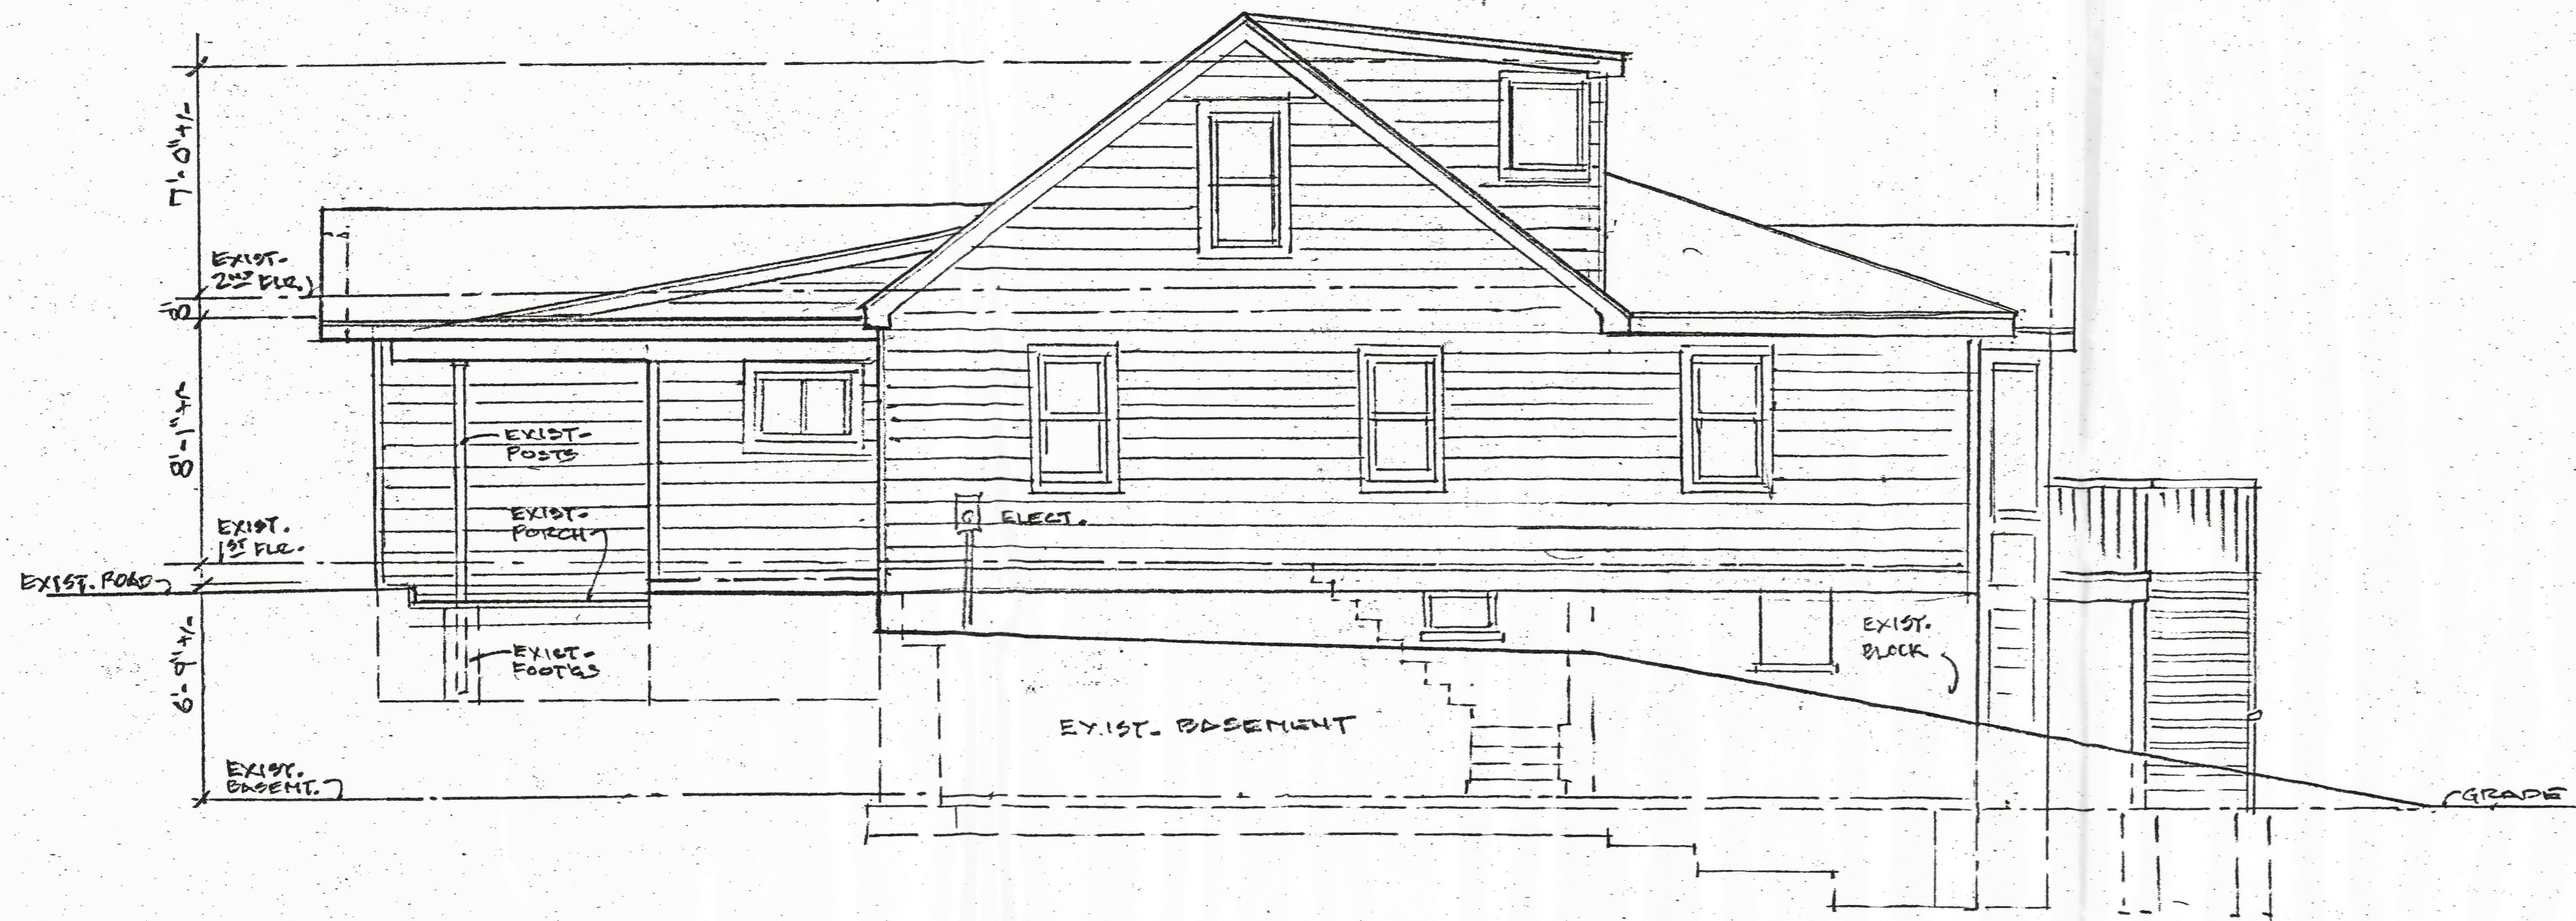 7'-0"+/-
EXIST.
2ND FLR.
8"
8'-1"+/-
EXIST.
POSTS
EXIST.
PORCH
ELECT.
EXIST.
1ST FLR.
EXIST. ROAD
EXIST.
BLOCK
6'-9"+/-
EXIST.
FOOT'GS
EXIST. BASEMENT
EXIST.
BASEMT.
GRADE